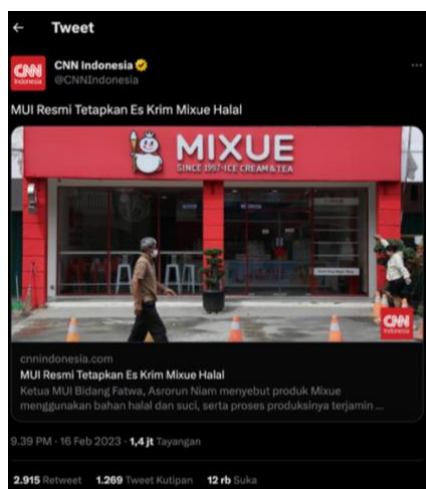 Tweet
CNN Indonesia
@CNNIndonesia
MUI Resmi Tetapkan Es Krim Mixue Halal
MIXUE
SINCE 1997-ICE CREAM & TEA
CNN
Indonesia
cnnindonesia.com
MUI Resmi Tetapkan Es Krim Mixue Halal
Ketua MUI Bidang Fatwa, Asrorun Niam menyebut produk Mixue
menggunakan bahan halal dan suci, serta proses produksinya terjamin ...
9.39 PM · 16 Feb 2023 · 1,4 jt Tayangan
2.915 Retweet 1.269 Tweet Kutipan 12 rb Suka